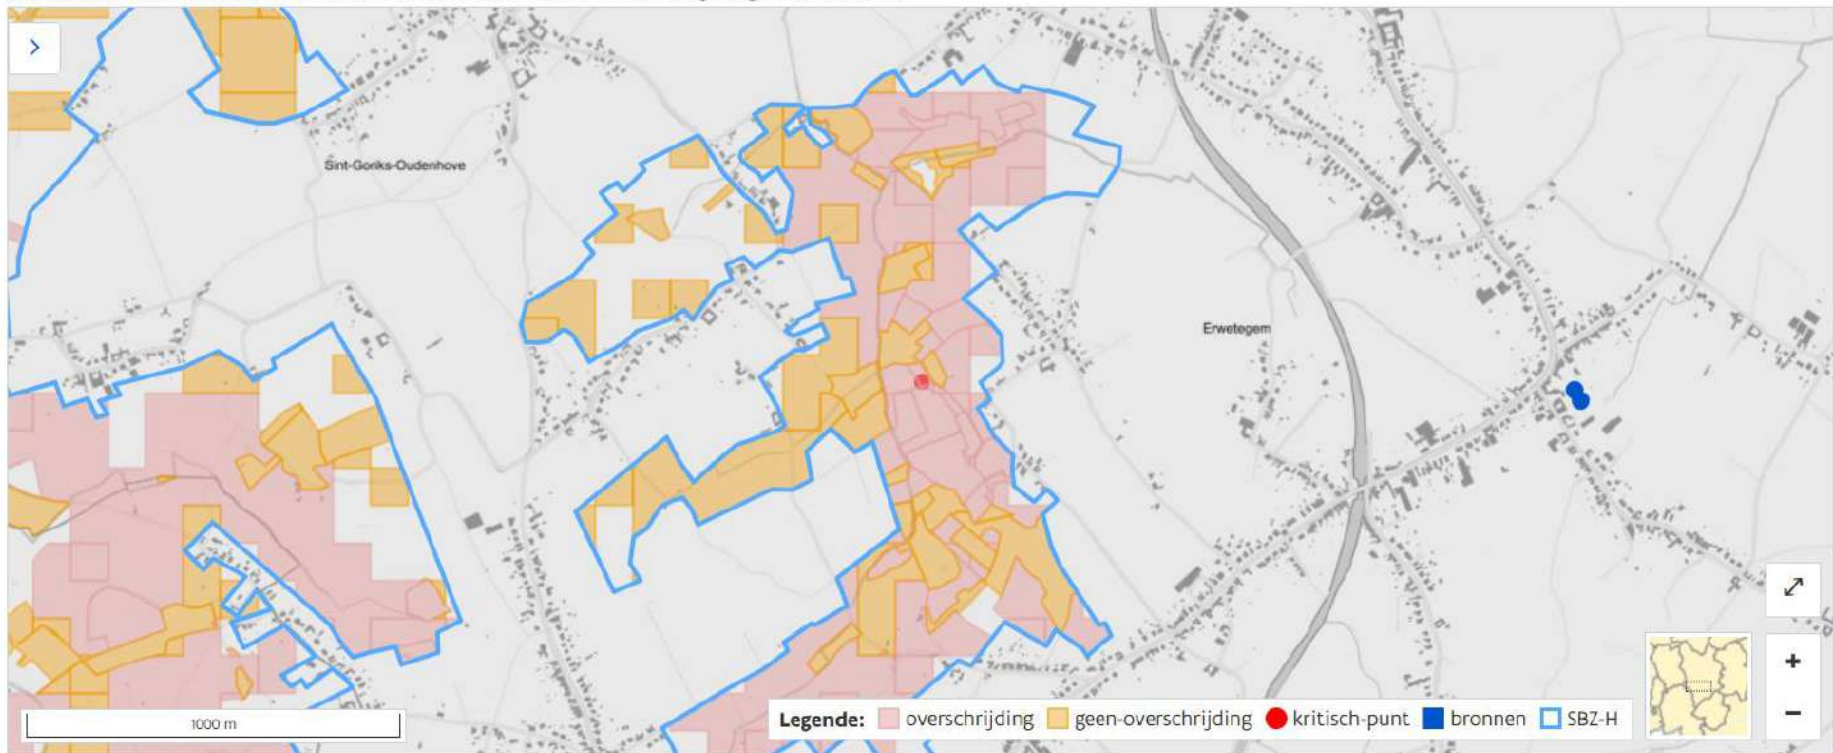 Sint-Goriks-Oudenhove
Erwetegem
1000 m
Legende: overschrijding geen-overschrijding kritisch-punt bronnen SBZ-H
+
−